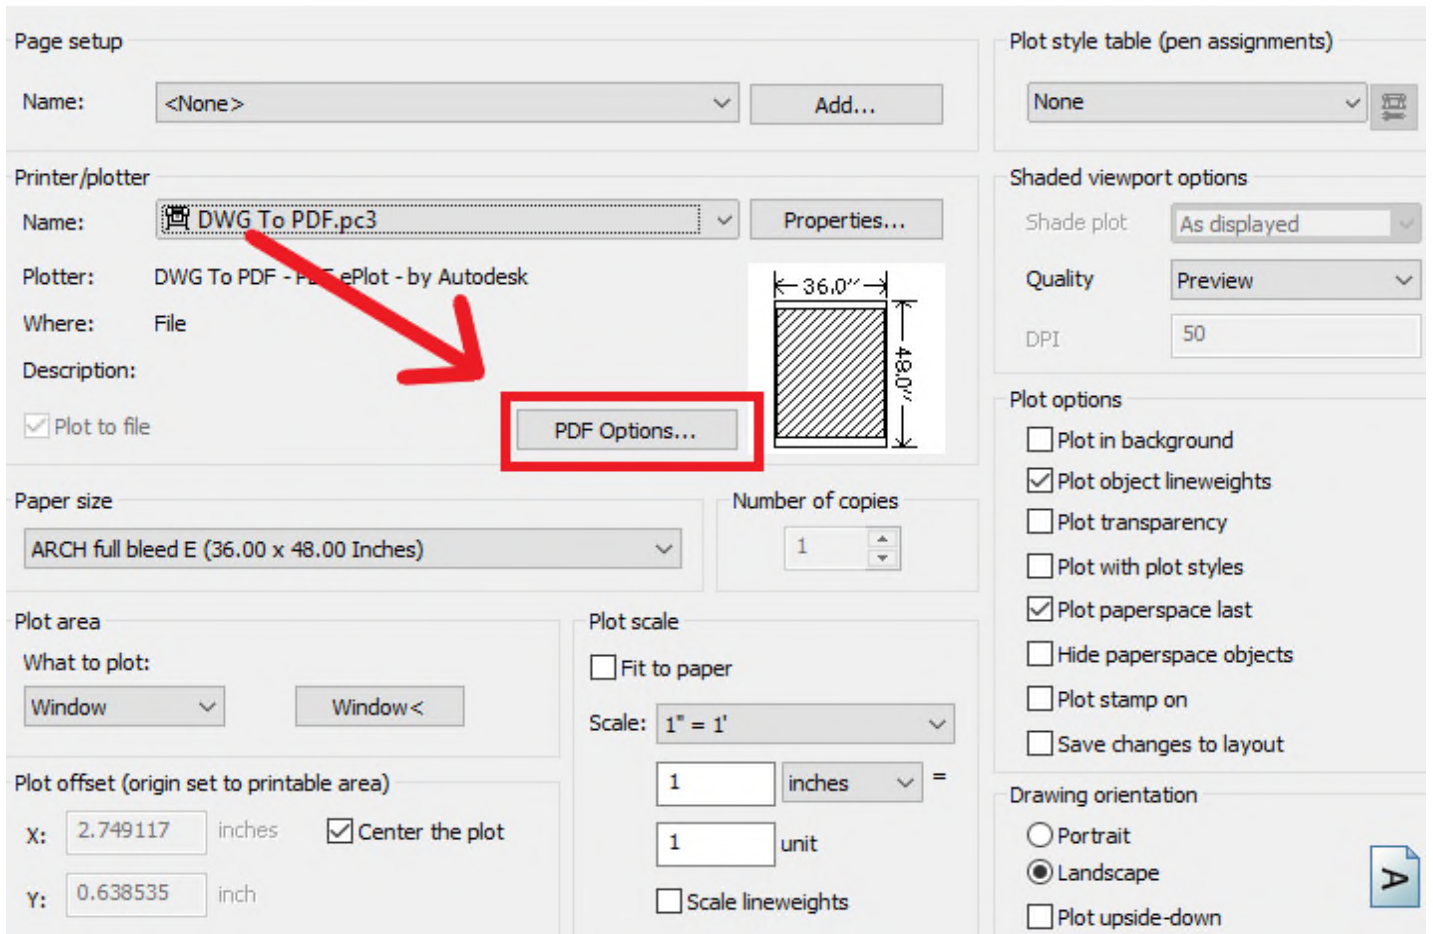 Page setup
Name:
<None>
Add...
Printer/plotter
Name:
DWG To PDF.pc3
Properties...
Plotter:
DWG To PDF - PDF ePlot - by Autodesk
Where:
File
Description:
Plot to file
PDF Options...
36.0''
48.0''
Paper size
ARCH full bleed E (36.00 x 48.00 Inches)
Number of copies
1
Plot area
What to plot:
Window
Window<
Plot scale
Fit to paper
Scale:
1" = 1'
1
inches
=
1
unit
Scale lineweights
Plot offset (origin set to printable area)
X:
2.749117
inches
Center the plot
Y:
0.638535
inch
Plot style table (pen assignments)
None
Shaded viewport options
Shade plot
As displayed
Quality
Preview
DPI
50
Plot options
Plot in background
Plot object lineweights
Plot transparency
Plot with plot styles
Plot paperspace last
Hide paperspace objects
Plot stamp on
Save changes to layout
Drawing orientation
Portrait
Landscape
Plot upside-down
A